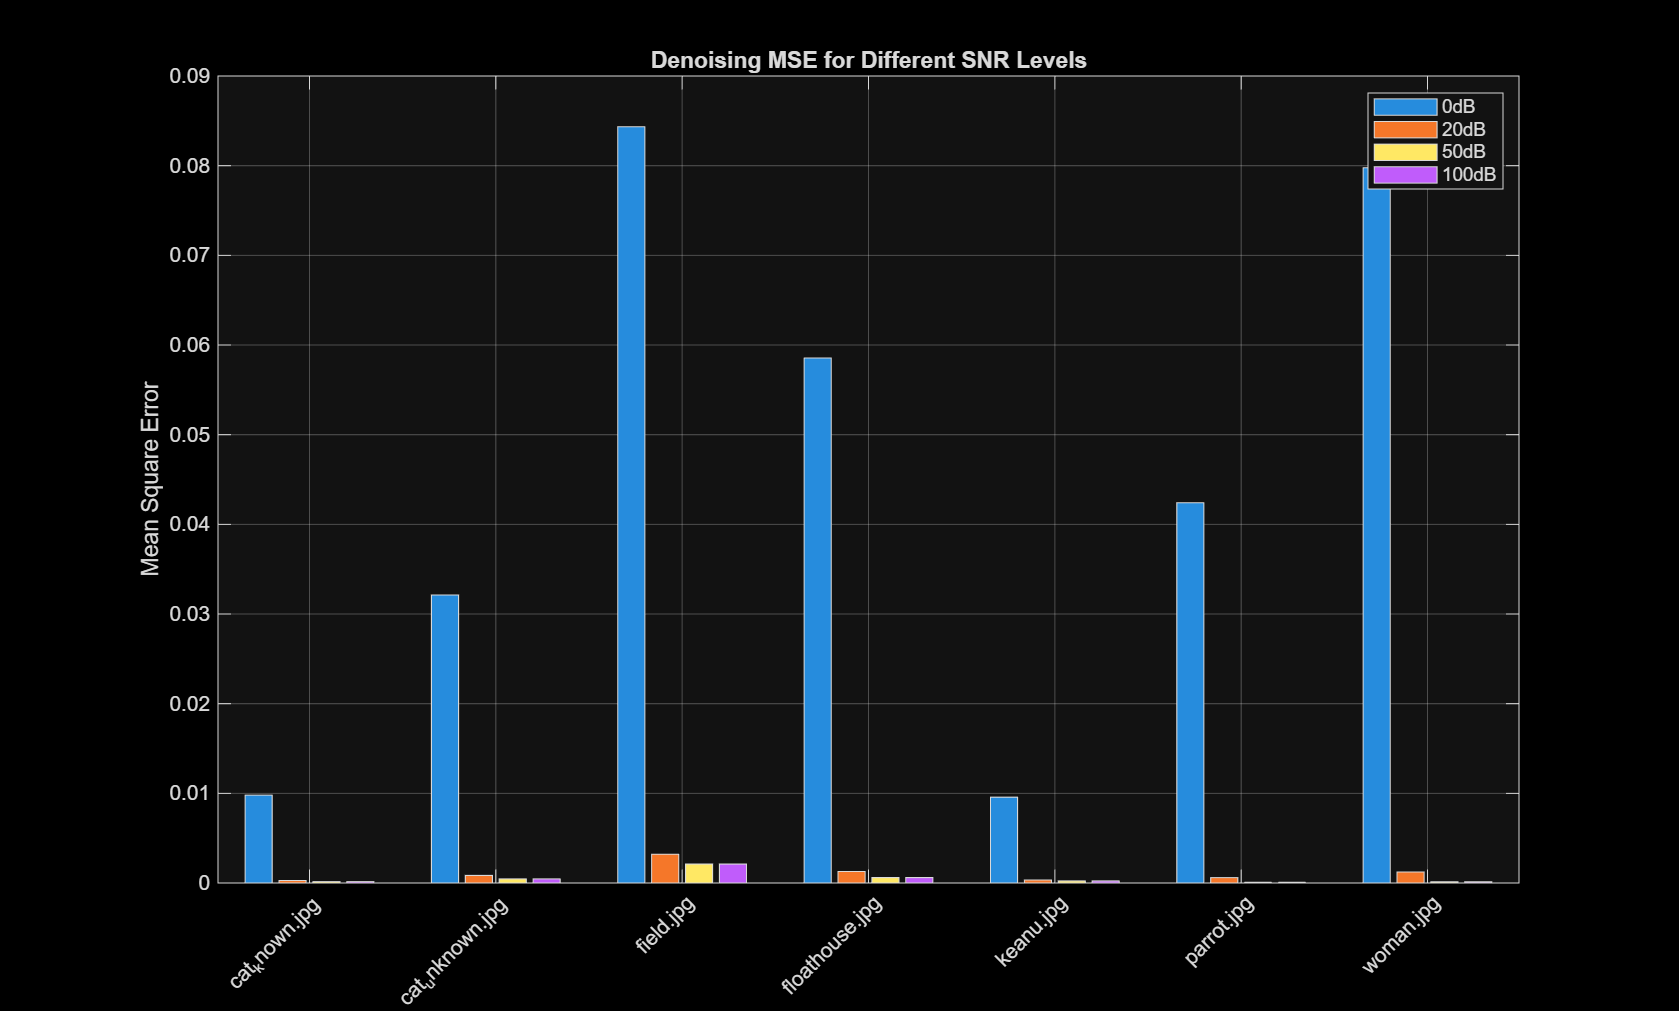 Denoising MSE for Different SNR Levels
0dB
20dB
50dB
100dB
Mean Square Error
0.09
0.08
0.07
0.06
0.05
0.04
0.03
0.02
0.01
0
cat_known.jpg
cat_unknown.jpg
field.jpg
floathouse.jpg
keanu.jpg
parrot.jpg
woman.jpg